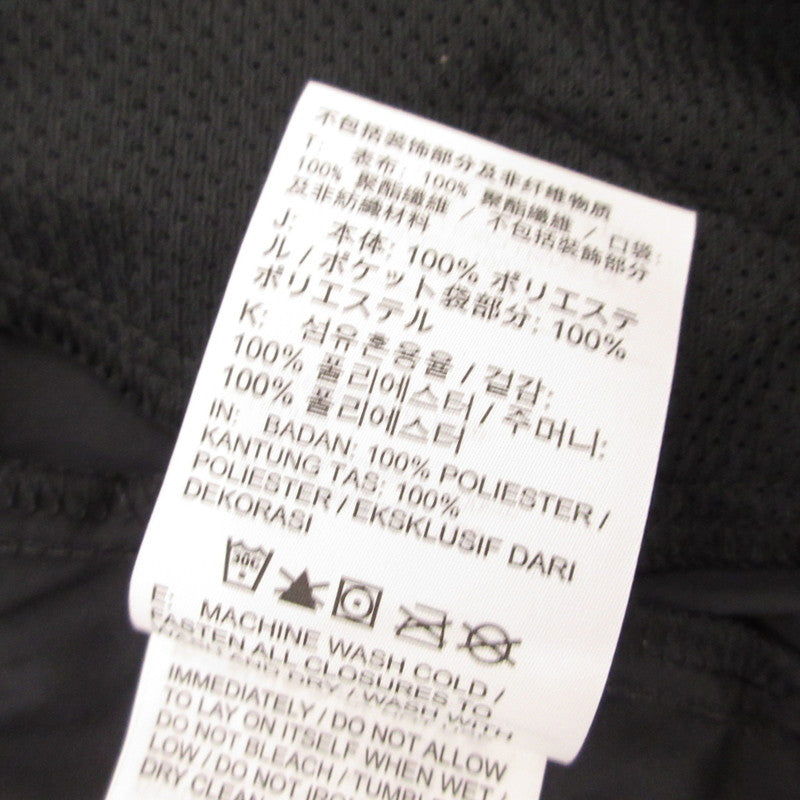 不包括装饰部分及非纤维物质
T: 表布: 100% 聚酯纖維 / 口袋:
100% 聚酯纖維 / 不包括裝飾部分
及非紡織材料
J: 本体: 100% ポリエステ
ル / ポケット袋部分: 100%
ポリエステル
K: 섬유혼용율 / 겉감:
100% 폴리에스터 / 주머니:
100% 폴리에스터
IN: BADAN: 100% POLIESTER /
KANTUNG TAS: 100%
POLIESTER / EKSKLUSIF DARI
DEKORASI
30C
E: MACHINE WASH COLD /
FASTEN ALL CLOSURES TO
DRY / WASH WITH
IMMEDIATELY / DO NOT ALLOW
TO LAY ON ITSELF WHEN WET /
DO NOT BLEACH / TUMBLE
LOW / DO NOT IRON
DRY CLEAN